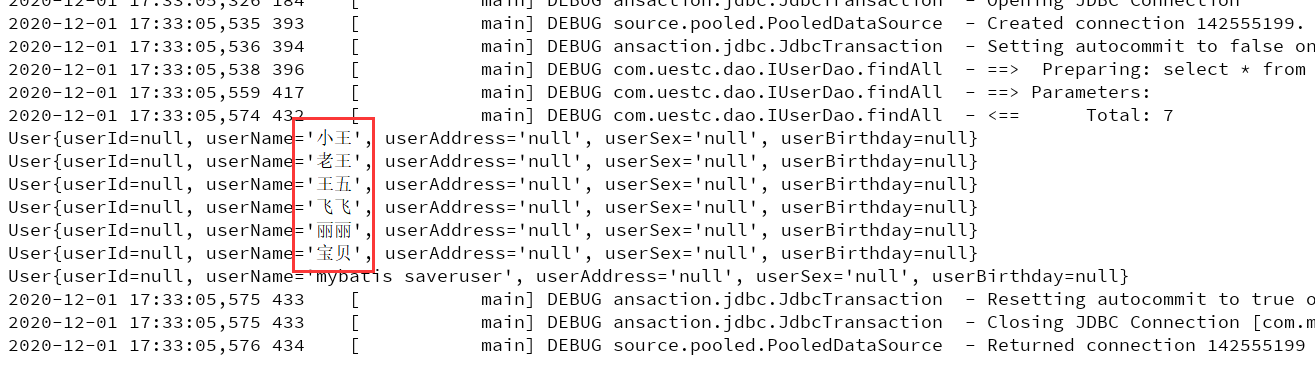 2020-12-01 17:33:05,326 184    [           main] DEBUG ansaction.jdbc.JdbcTransaction  - Opening JDBC Connection
2020-12-01 17:33:05,535 393    [           main] DEBUG source.pooled.PooledDataSource  - Created connection 142555199.
2020-12-01 17:33:05,536 394    [           main] DEBUG ansaction.jdbc.JdbcTransaction  - Setting autocommit to false on
2020-12-01 17:33:05,538 396    [           main] DEBUG com.uestc.dao.IUserDao.findAll  - ==>  Preparing: select * from
2020-12-01 17:33:05,559 417    [           main] DEBUG com.uestc.dao.IUserDao.findAll  - ==> Parameters:
2020-12-01 17:33:05,574 432    [           main] DEBUG com.uestc.dao.IUserDao.findAll  - <==      Total: 7
User{userId=null, userName='小王', userAddress='null', userSex='null', userBirthday=null}
User{userId=null, userName='老王', userAddress='null', userSex='null', userBirthday=null}
User{userId=null, userName='王五', userAddress='null', userSex='null', userBirthday=null}
User{userId=null, userName='飞飞', userAddress='null', userSex='null', userBirthday=null}
User{userId=null, userName='丽丽', userAddress='null', userSex='null', userBirthday=null}
User{userId=null, userName='宝贝', userAddress='null', userSex='null', userBirthday=null}
User{userId=null, userName='mybatis saveruser', userAddress='null', userSex='null', userBirthday=null}
2020-12-01 17:33:05,575 433    [           main] DEBUG ansaction.jdbc.JdbcTransaction  - Resetting autocommit to true o
2020-12-01 17:33:05,575 433    [           main] DEBUG ansaction.jdbc.JdbcTransaction  - Closing JDBC Connection [com.m
2020-12-01 17:33:05,576 434    [           main] DEBUG source.pooled.PooledDataSource  - Returned connection 142555199